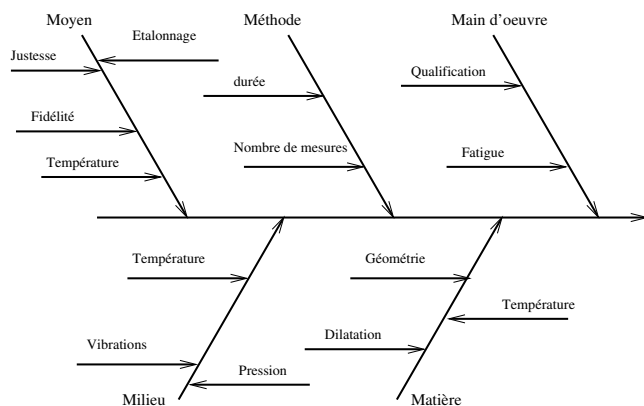 Moyen
Méthode
Main d'oeuvre
Etalonnage
Justesse
Qualification
durée
Fidélité
Nombre de mesures
Fatigue
Température
Température
Géométrie
Température
Dilatation
Vibrations
Pression
Milieu
Matière